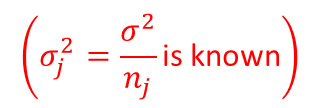 (σ_j^2 = σ^2/n_j is known)